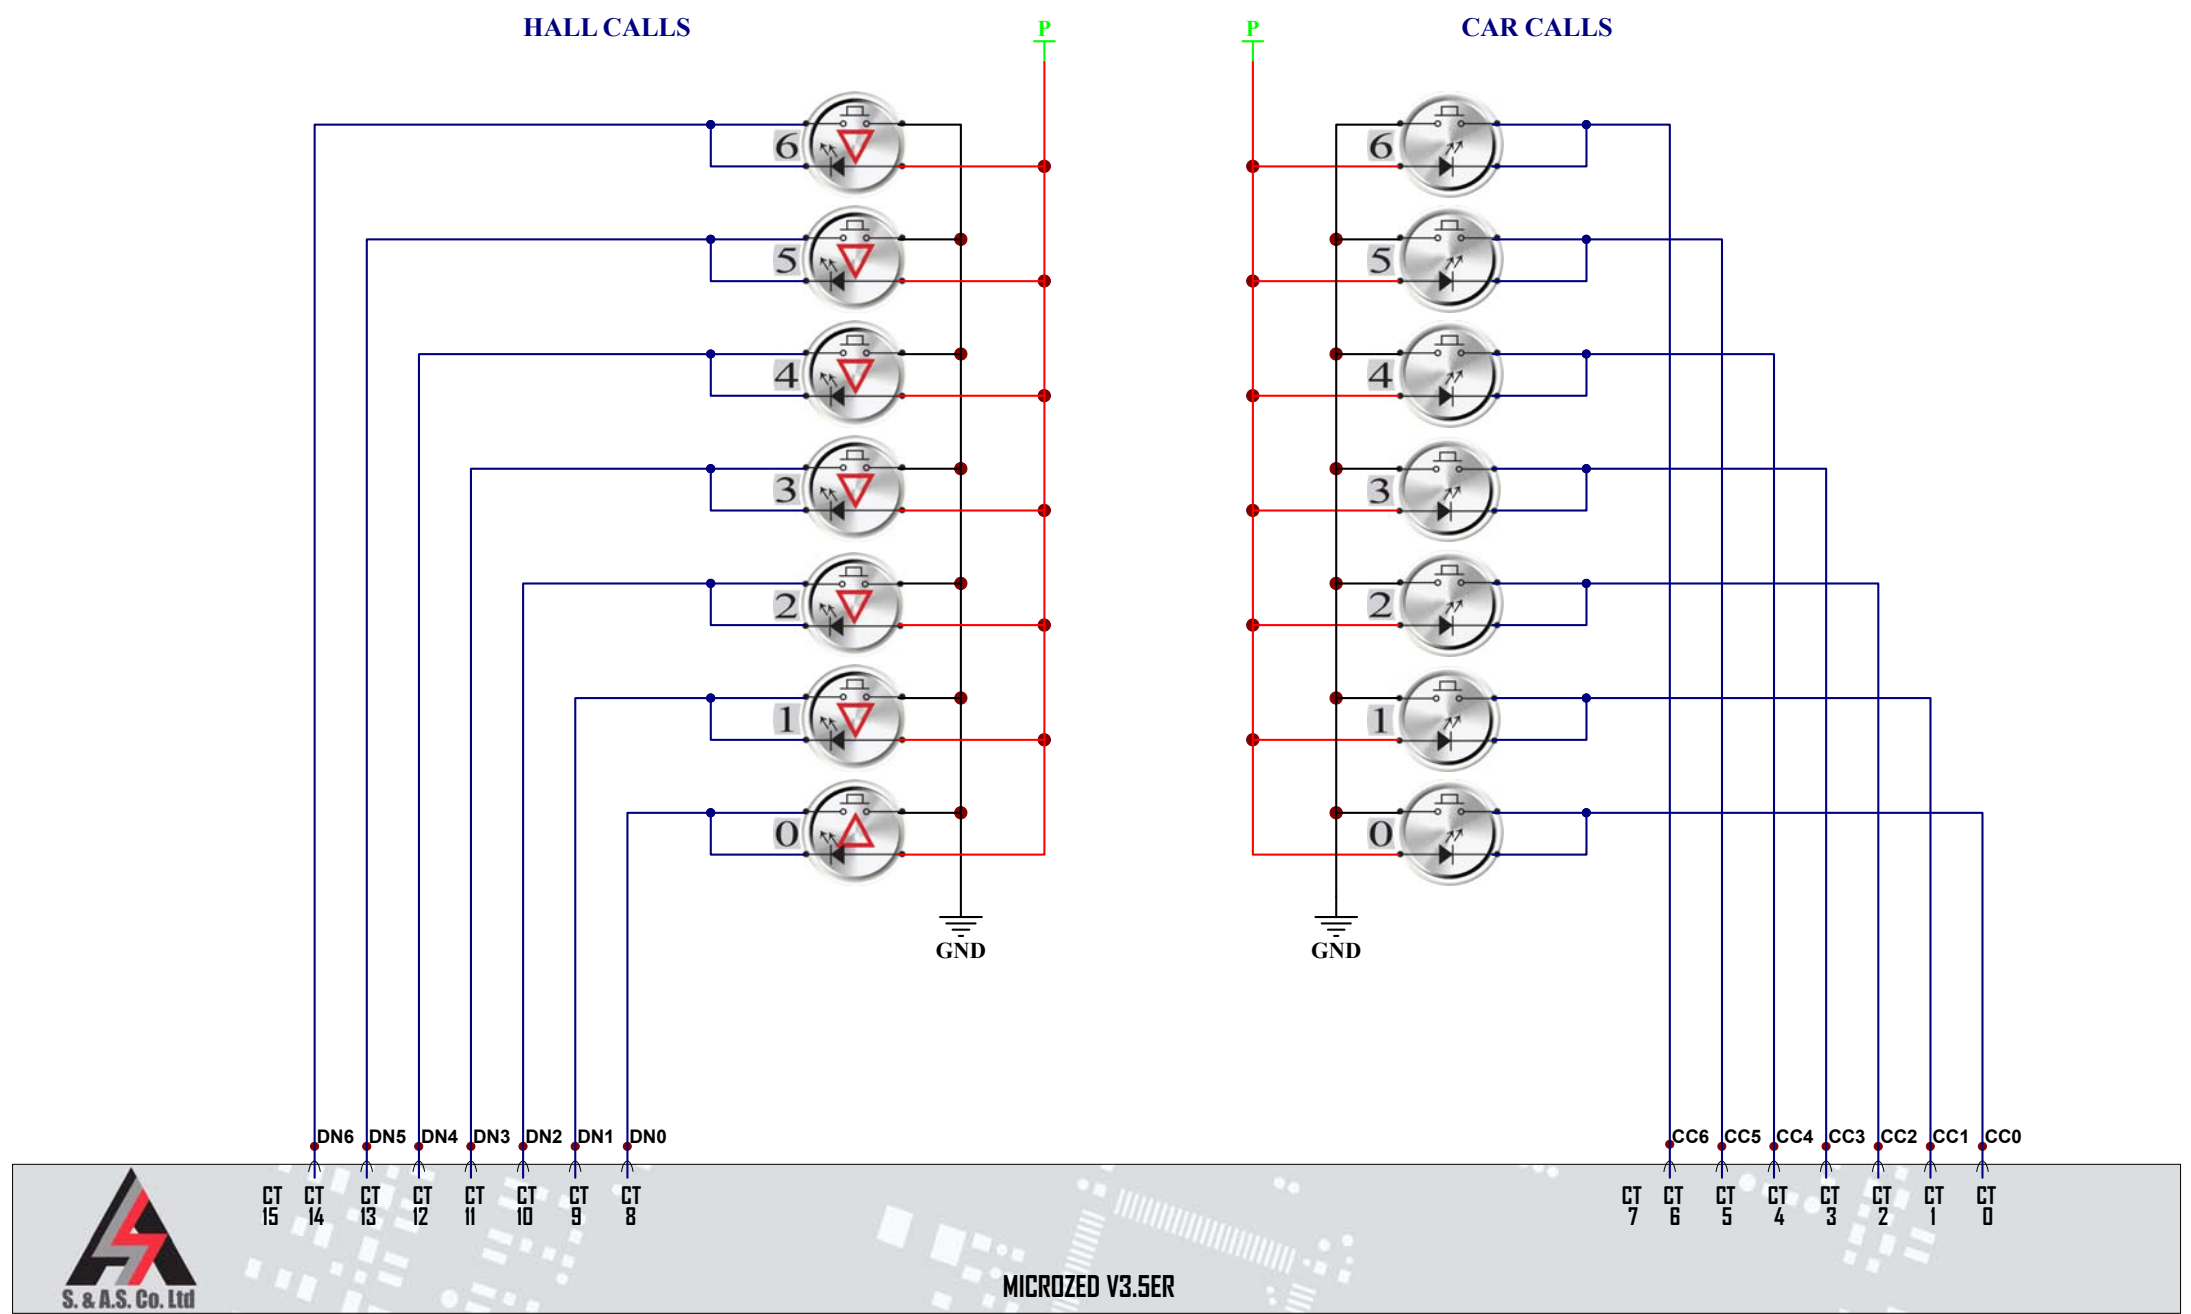 HALL CALLS
P
P
CAR CALLS
6
6
5
5
4
4
3
3
2
2
1
1
0
0
GND
GND
DN6 DN5 DN4 DN3 DN2 DN1 DN0
CC6 CC5 CC4 CC3 CC2 CC1 CC0
CT CT CT CT CT CT CT CT
15 14 13 12 11 10 9 8
CT CT CT CT CT CT CT CT
7 6 5 4 3 2 1 0
MICROZED V3.5ER
S. & A.S. Co. Ltd